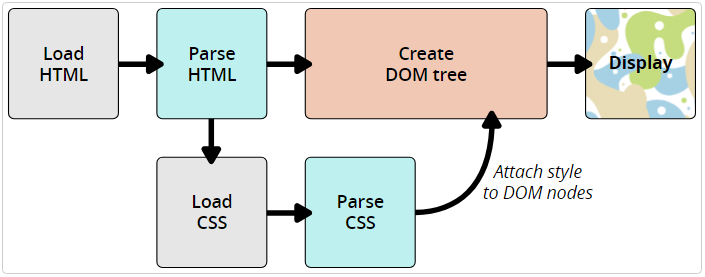 Load
HTML
Parse
HTML
Create
DOM tree
Display
Load
CSS
Parse
CSS
Attach style
to DOM nodes